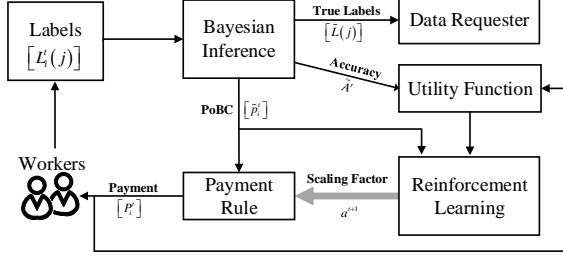 Labels
[L_i^t(j)]
Bayesian
Inference
True Labels
[L̃(j)]
Data Requester
Accuracy
Ã^t
Utility Function
PoBC [p̃_i^t]
Workers
Payment
[P_i^t]
Payment
Rule
Scaling Factor
a^{t+1}
Reinforcement
Learning